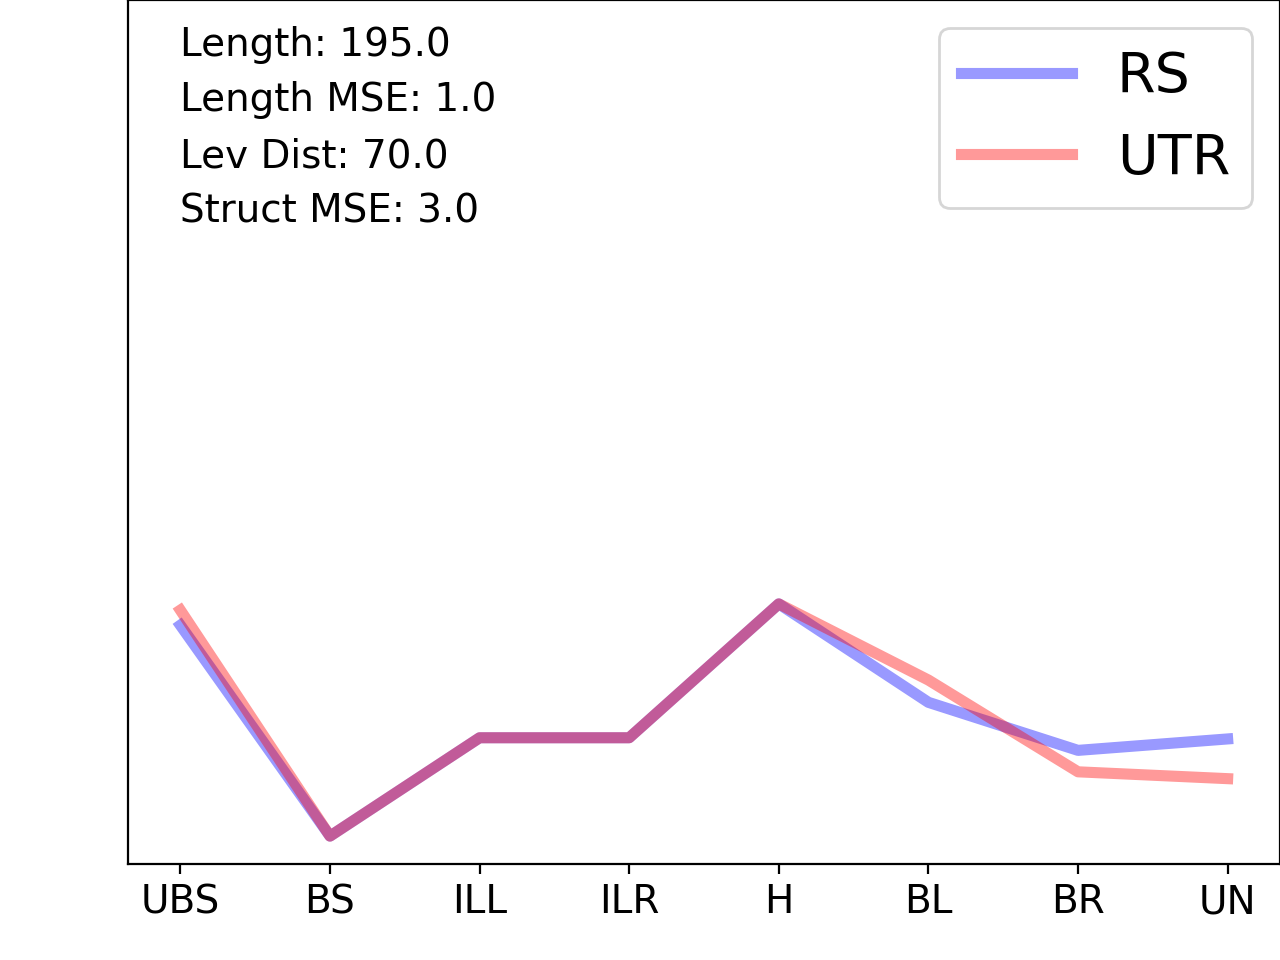 Length: 195.0
Length MSE: 1.0
Lev Dist: 70.0
Struct MSE: 3.0
RS
UTR
UBS BS ILL ILR H BL BR UN